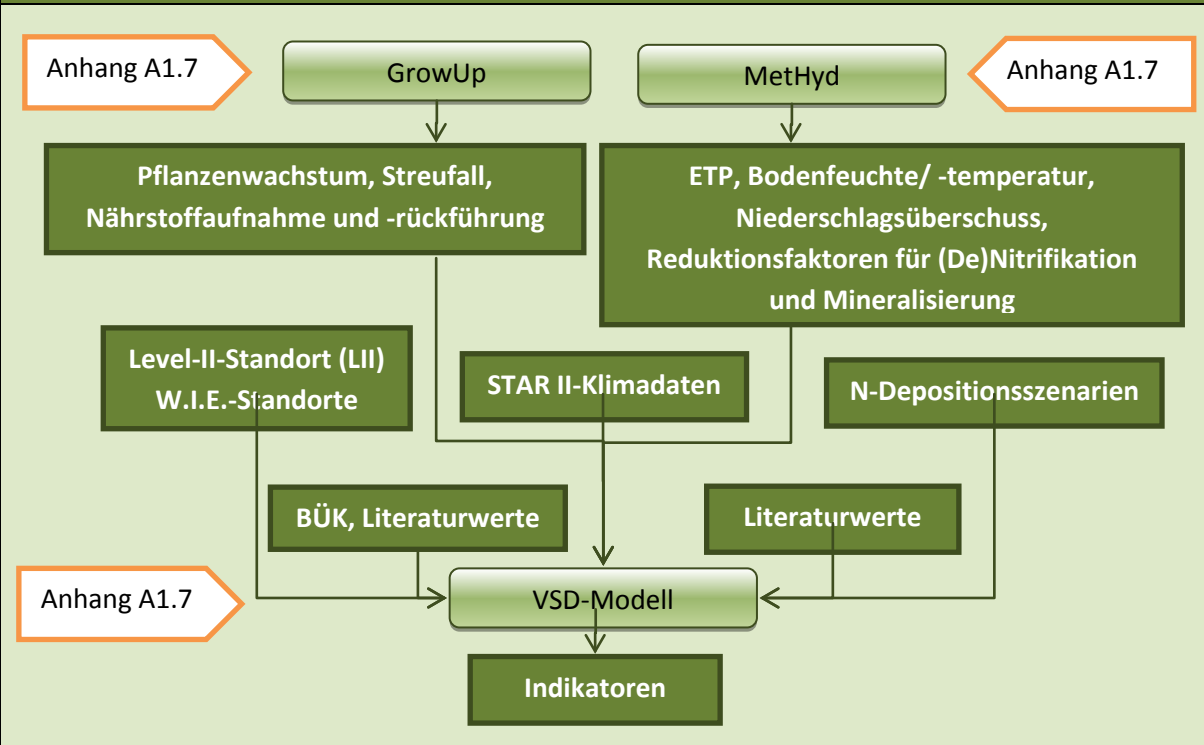 Anhang A1.7
GrowUp
MetHyd
Anhang A1.7
Pflanzenwachstum, Streufall,
Nährstoffaufnahme und -rückführung
ETP, Bodenfeuchte/ -temperatur,
Niederschlagsüberschuss,
Reduktionsfaktoren für (De)Nitrifikation
und Mineralisierung
Level-II-Standort (LII)
W.I.E.-Standorte
STAR II-Klimadaten
N-Depositionsszenarien
BÜK, Literaturwerte
Literaturwerte
Anhang A1.7
VSD-Modell
Indikatoren